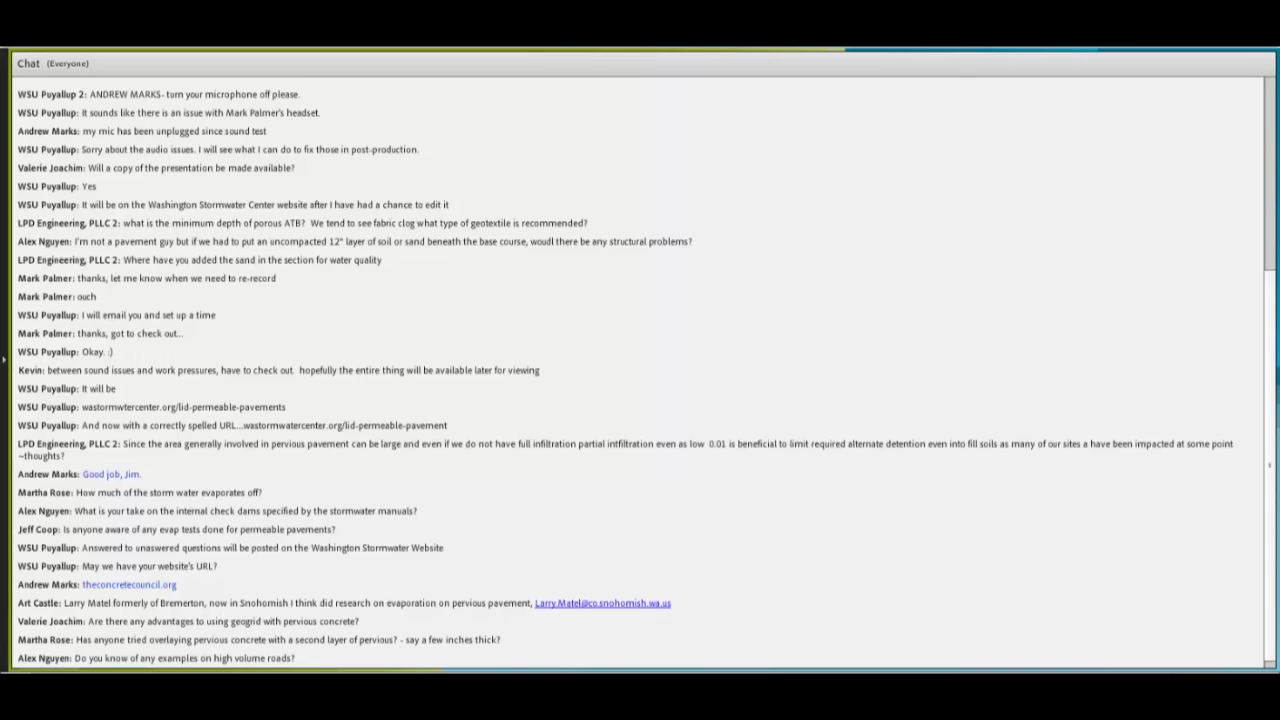 Chat (Everyone)
WSU Puyallup 2: ANDREW MARKS- turn your microphone off please.
WSU Puyallup: It sounds like there is an issue with Mark Palmer's headset.
Andrew Marks: my mic has been unplugged since sound test
WSU Puyallup: Sorry about the audio issues. I will see what I can do to fix those in post-production.
Valerie Joachim: Will a copy of the presentation be made available?
WSU Puyallup: Yes
WSU Puyallup: It will be on the Washington Stormwater Center website after I have had a chance to edit it
LPD Engineering, PLLC 2: what is the minimum depth of porous ATB? We tend to see fabric clog what type of geotextile is recommended?
Alex Nguyen: I'm not a pavement guy but if we had to put an uncompacted 12" layer of soil or sand beneath the base course, woudl there be any structural problems?
LPD Engineering, PLLC 2: Where have you added the sand in the section for water quality
Mark Palmer: thanks, let me know when we need to re-record
Mark Palmer: ouch
WSU Puyallup: I will email you and set up a time
Mark Palmer: thanks, got to check out...
WSU Puyallup: Okay. :)
Kevin: between sound issues and work pressures, have to check out. hopefully the entire thing will be available later for viewing
WSU Puyallup: It will be
WSU Puyallup: wastormwtercenter.org/lid-permeable-pavements
WSU Puyallup: And now with a correctly spelled URL...wastormwatercenter.org/lid-permeable-pavement
LPD Engineering, PLLC 2: Since the area generally involved in pervious pavement can be large and even if we do not have full infiltration partial intfiltration even as low 0.01 is beneficial to limit required alternate detention even into fill soils as many of our sites a have been impacted at some point
~thoughts?
Andrew Marks: Good job, Jim.
Martha Rose: How much of the storm water evaporates off?
Alex Nguyen: What is your take on the internal check dams specified by the stormwater manuals?
Jeff Coop: Is anyone aware of any evap tests done for permeable pavements?
WSU Puyallup: Answered to unaswered questions will be posted on the Washington Stormwater Website
WSU Puyallup: May we have your website's URL?
Andrew Marks: theconcretecouncil.org
Art Castle: Larry Matel formerly of Bremerton, now in Snohomish I think did research on evaporation on pervious pavement, Larry.Matel@co.snohomish.wa.us
Valerie Joachim: Are there any advantages to using geogrid with pervious concrete?
Martha Rose: Has anyone tried overlaying pervious concrete with a second layer of pervious? - say a few inches thick?
Alex Nguyen: Do you know of any examples on high volume roads?